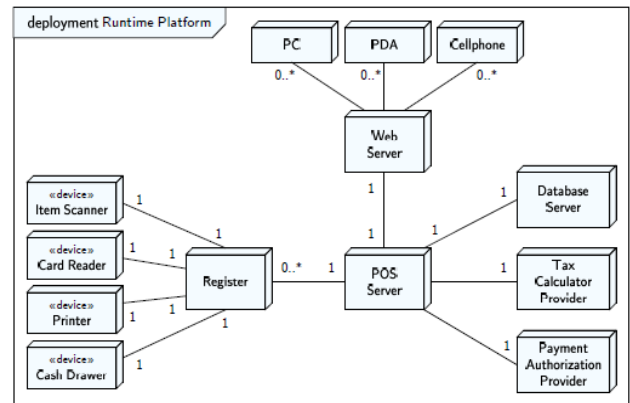 deployment Runtime Platform
PC
PDA
Cellphone
0..*
0..*
0..*
Web
Server
1
1
«device»
Item Scanner
1
1
«device»
Card Reader
1
1
«device»
Printer
1
1
«device»
Cash Drawer
1
1
Register
0..*
1
POS
Server
1
1
Database
Server
1
Tax
Calculator
Provider
1
Payment
Authorization
Provider